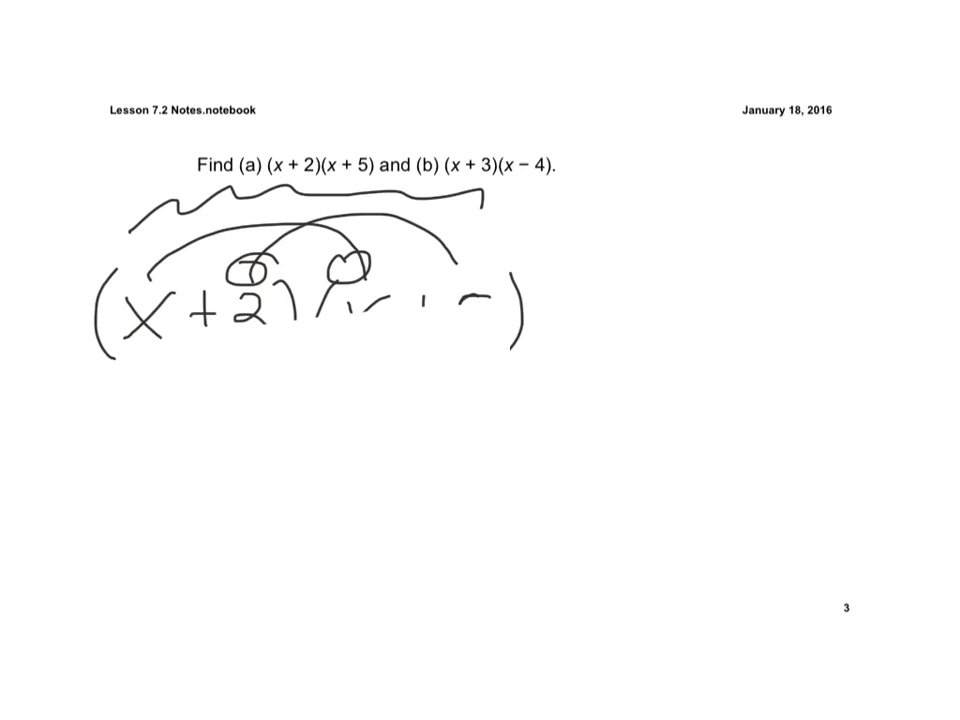 Lesson 7.2 Notes.notebook
January 18, 2016
Find (a) (x + 2)(x + 5) and (b) (x + 3)(x − 4).
(x + 2) ( )
3